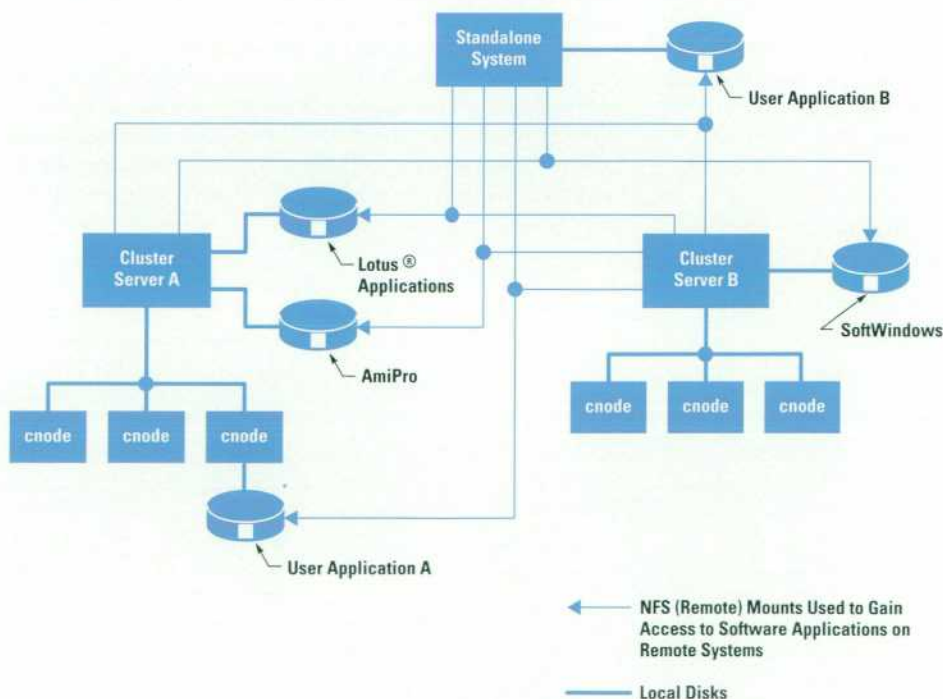 Standalone
System
User Application B
Cluster
Server A
Lotus ®
Applications
Cluster
Server B
SoftWindows
AmiPro
cnode
cnode
cnode
cnode
cnode
cnode
User Application A
NFS (Remote) Mounts Used to Gain
Access to Software Applications on
Remote Systems
Local Disks